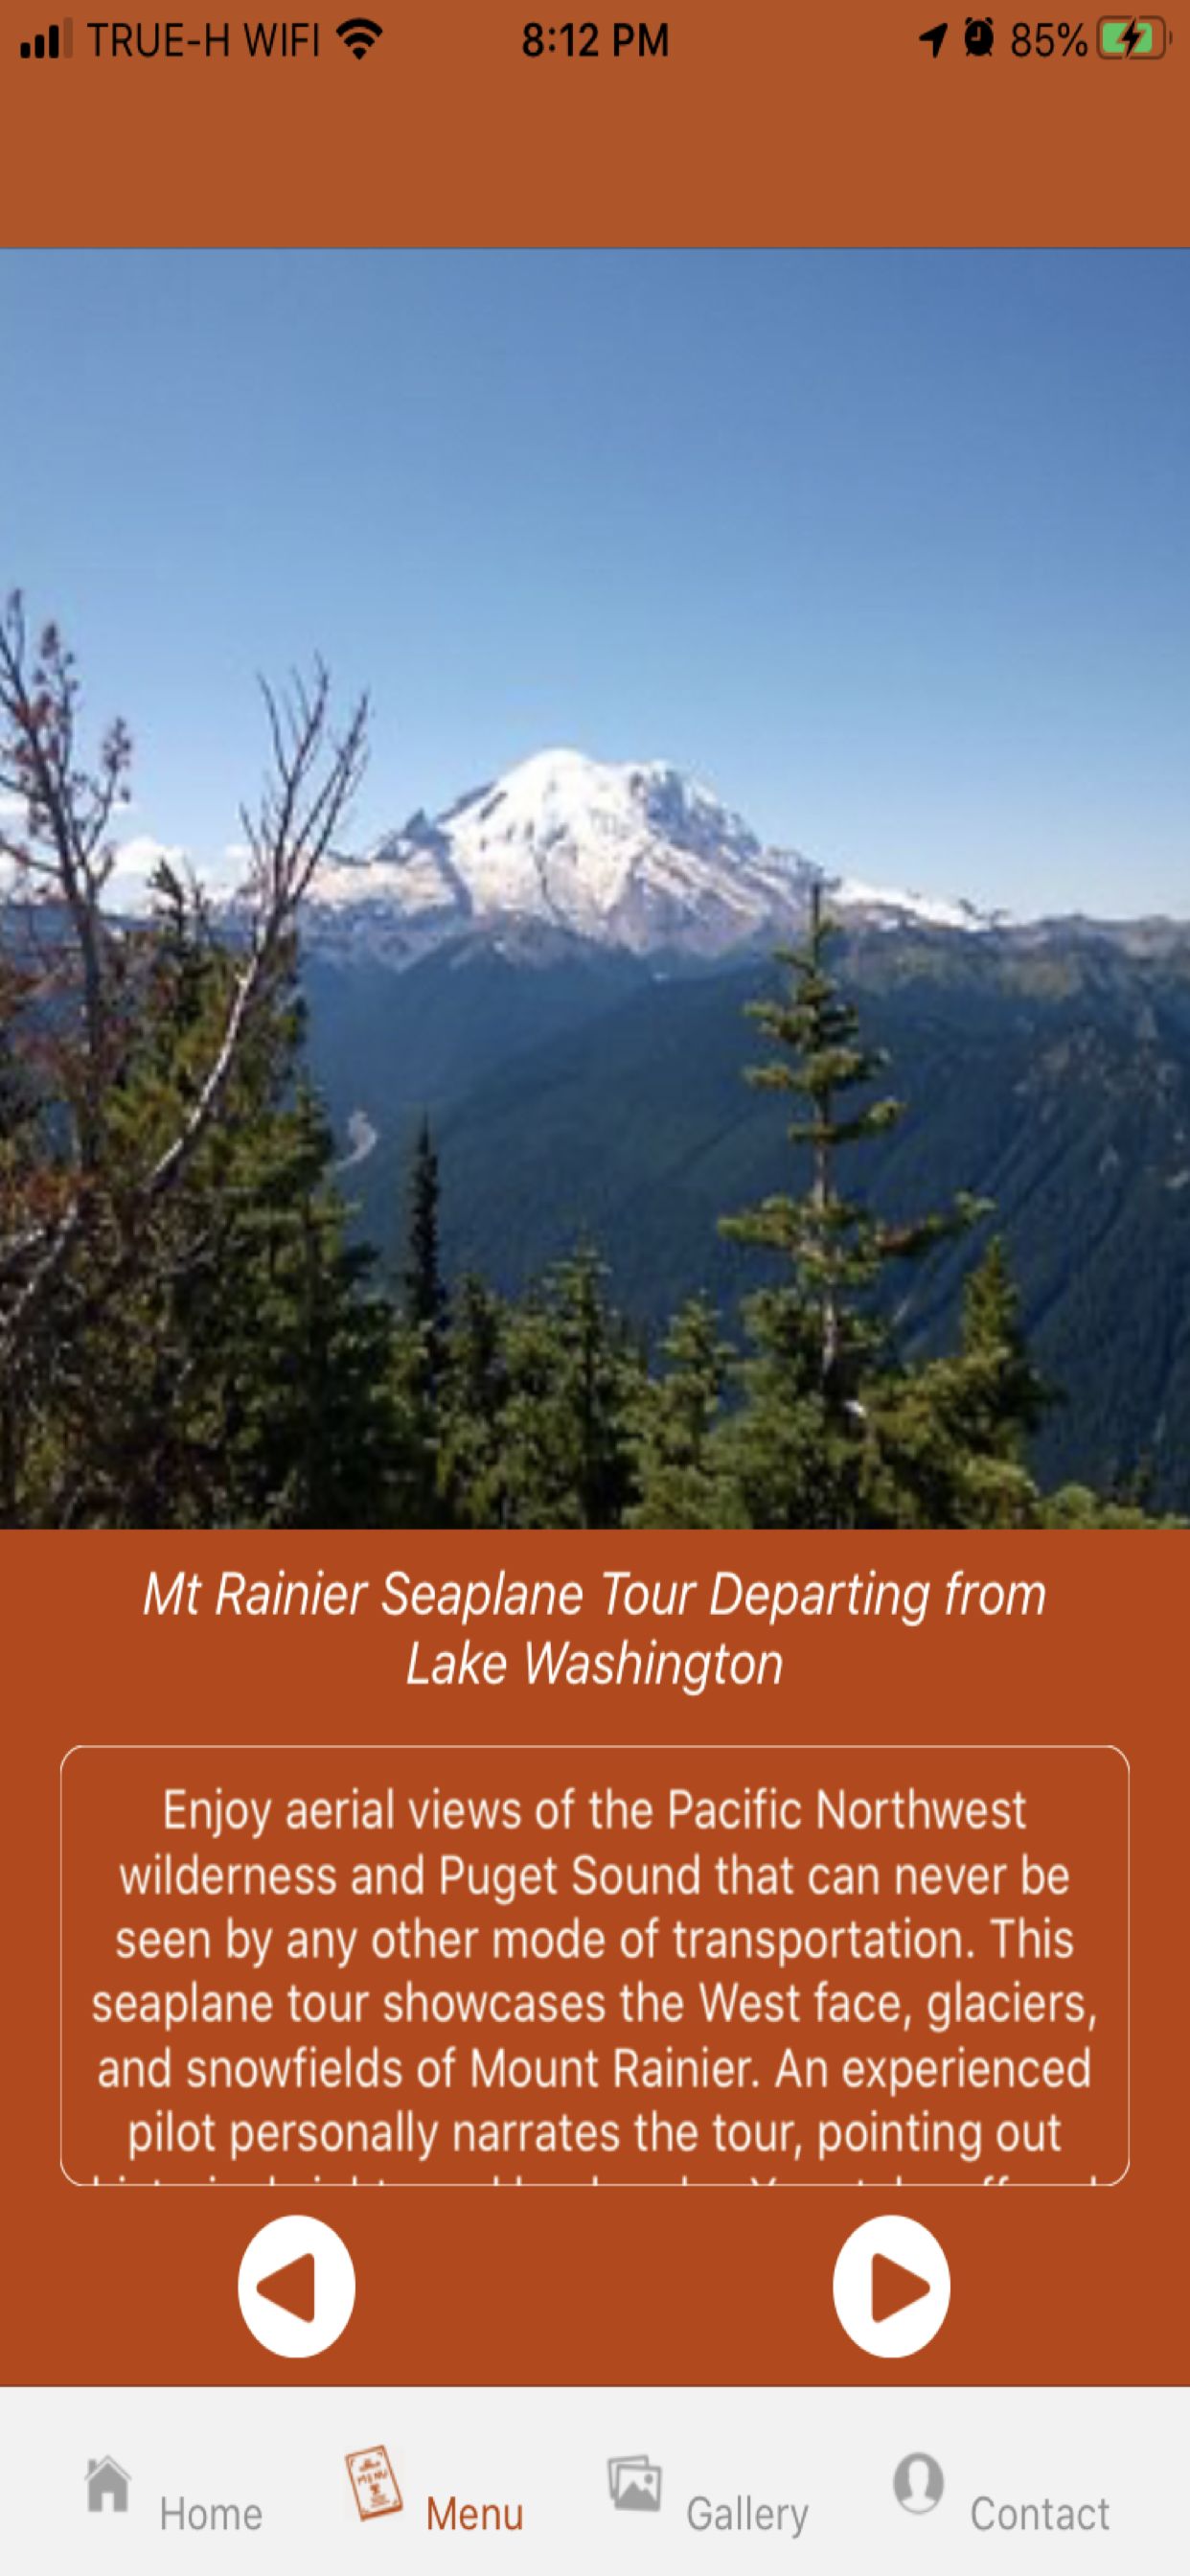 TRUE-H WIFI 8:12 PM 85%
Mt Rainier Seaplane Tour Departing from
Lake Washington
Enjoy aerial views of the Pacific Northwest
wilderness and Puget Sound that can never be
seen by any other mode of transportation. This
seaplane tour showcases the West face, glaciers,
and snowfields of Mount Rainier. An experienced
pilot personally narrates the tour, pointing out
MENU
Home Menu Gallery Contact